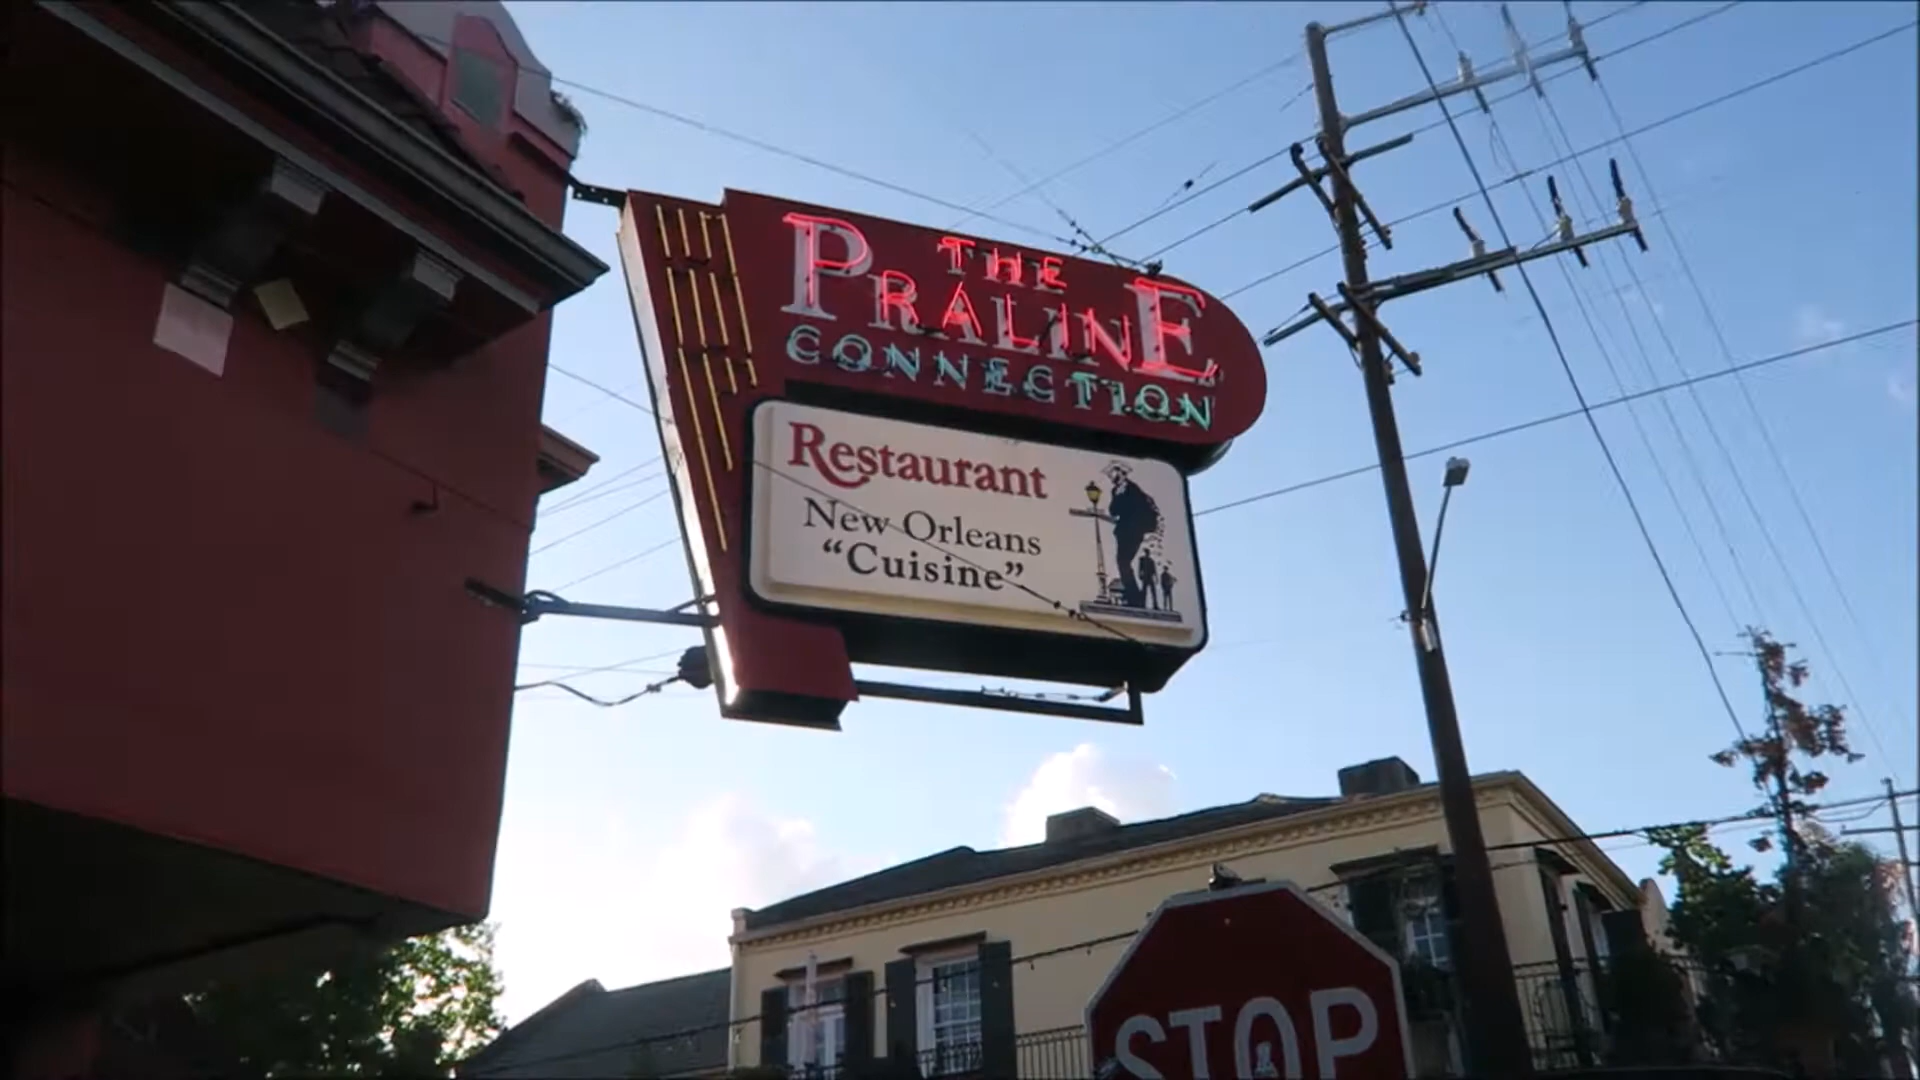 THE
PRALINE
CONNECTION
Restaurant
New Orleans
“Cuisine”
STOP